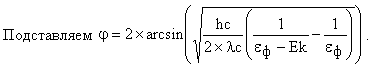 Подставляем φ = 2×arcsin(√(hc/(2×λc) (1/(εф − Ek) − 1/εф))).